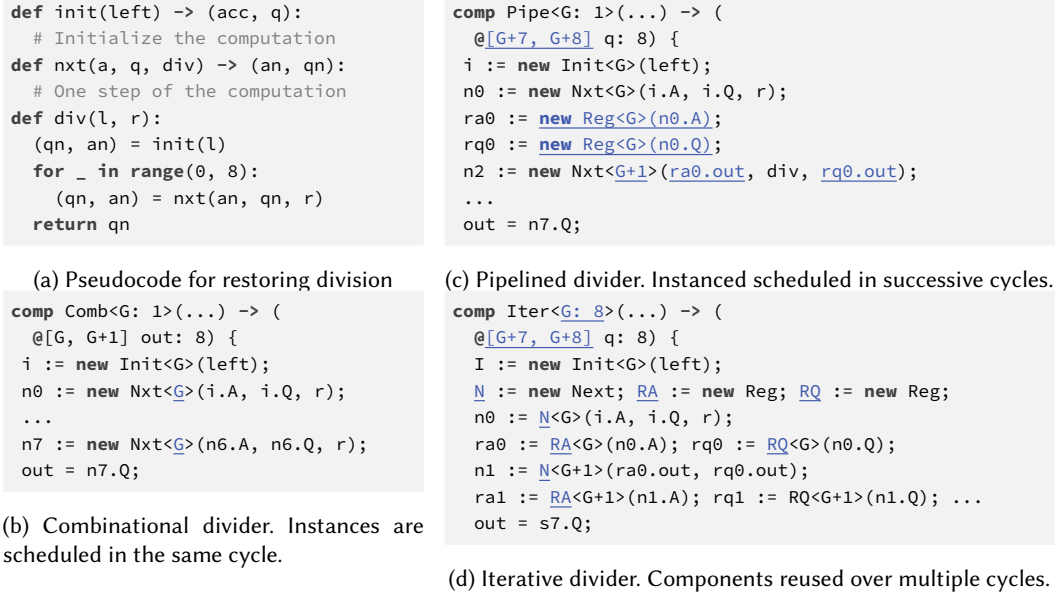 def init(left) -> (acc, q):
  # Initialize the computation
def nxt(a, q, div) -> (an, qn):
  # One step of the computation
def div(l, r):
  (qn, an) = init(l)
  for _ in range(0, 8):
    (qn, an) = nxt(an, qn, r)
  return qn
(a) Pseudocode for restoring division
comp Comb<G: 1>(...) -> (
  @[G, G+1] out: 8) {
 i := new Init<G>(left);
 n0 := new Nxt<G>(i.A, i.Q, r);
 ...
 n7 := new Nxt<G>(n6.A, n6.Q, r);
 out = n7.Q;
(b) Combinational divider. Instances are
scheduled in the same cycle.
comp Pipe<G: 1>(...) -> (
  @[G+7, G+8] q: 8) {
 i := new Init<G>(left);
 n0 := new Nxt<G>(i.A, i.Q, r);
 ra0 := new Reg<G>(n0.A);
 rq0 := new Reg<G>(n0.Q);
 n2 := new Nxt<G+1>(ra0.out, div, rq0.out);
 ...
 out = n7.Q;
(c) Pipelined divider. Instanced scheduled in successive cycles.
comp Iter<G: 8>(...) -> (
  @[G+7, G+8] q: 8) {
  I := new Init<G>(left);
  N := new Next; RA := new Reg; RQ := new Reg;
  n0 := N<G>(i.A, i.Q, r);
  ra0 := RA<G>(n0.A); rq0 := RQ<G>(n0.Q);
  n1 := N<G+1>(ra0.out, rq0.out);
  ra1 := RA<G+1>(n1.A); rq1 := RQ<G+1>(n1.Q); ...
  out = s7.Q;
(d) Iterative divider. Components reused over multiple cycles.